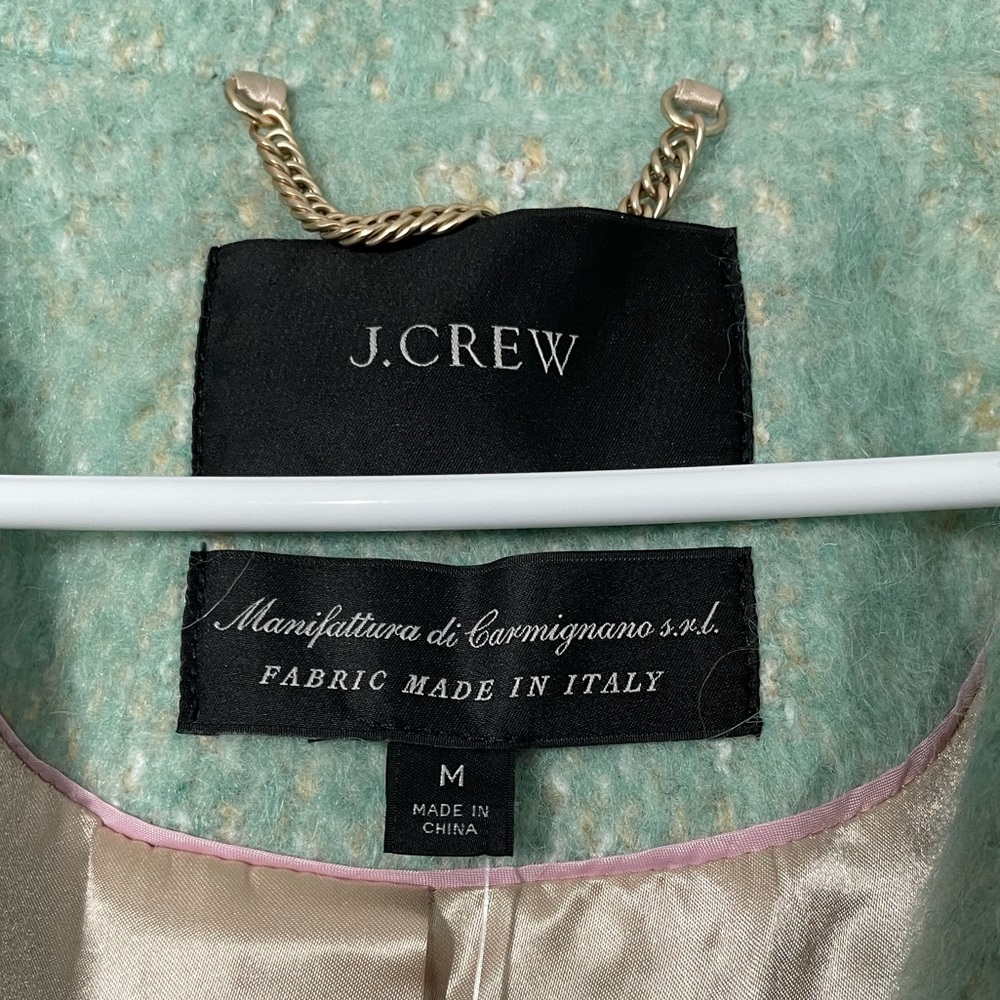 J.CREW
Manifattura di Carmignano s.r.l.
FABRIC MADE IN ITALY
M
MADE IN
CHINA